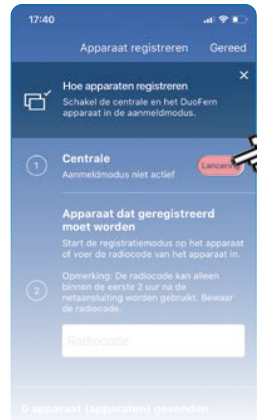 17:40
Apparaat registreren Gereed
Hoe apparaten registreren
Schakel de centrale en het DuoFern
apparaat in de aanmeldmodus.
1 Centrale
Aanmeldmodus niet actief
Lancering
Apparaat dat geregistreerd
moet worden
Start de registratiemodus op het apparaat
of voer de radiocode van het apparaat in.
2
Opmerking: De radiocode kan alleen
binnen de eerste 2 uur na de
netaansluiting worden gebruikt. Bewaar
de radiocode.
Radiocode
0 apparaat (apparaten) gevonden